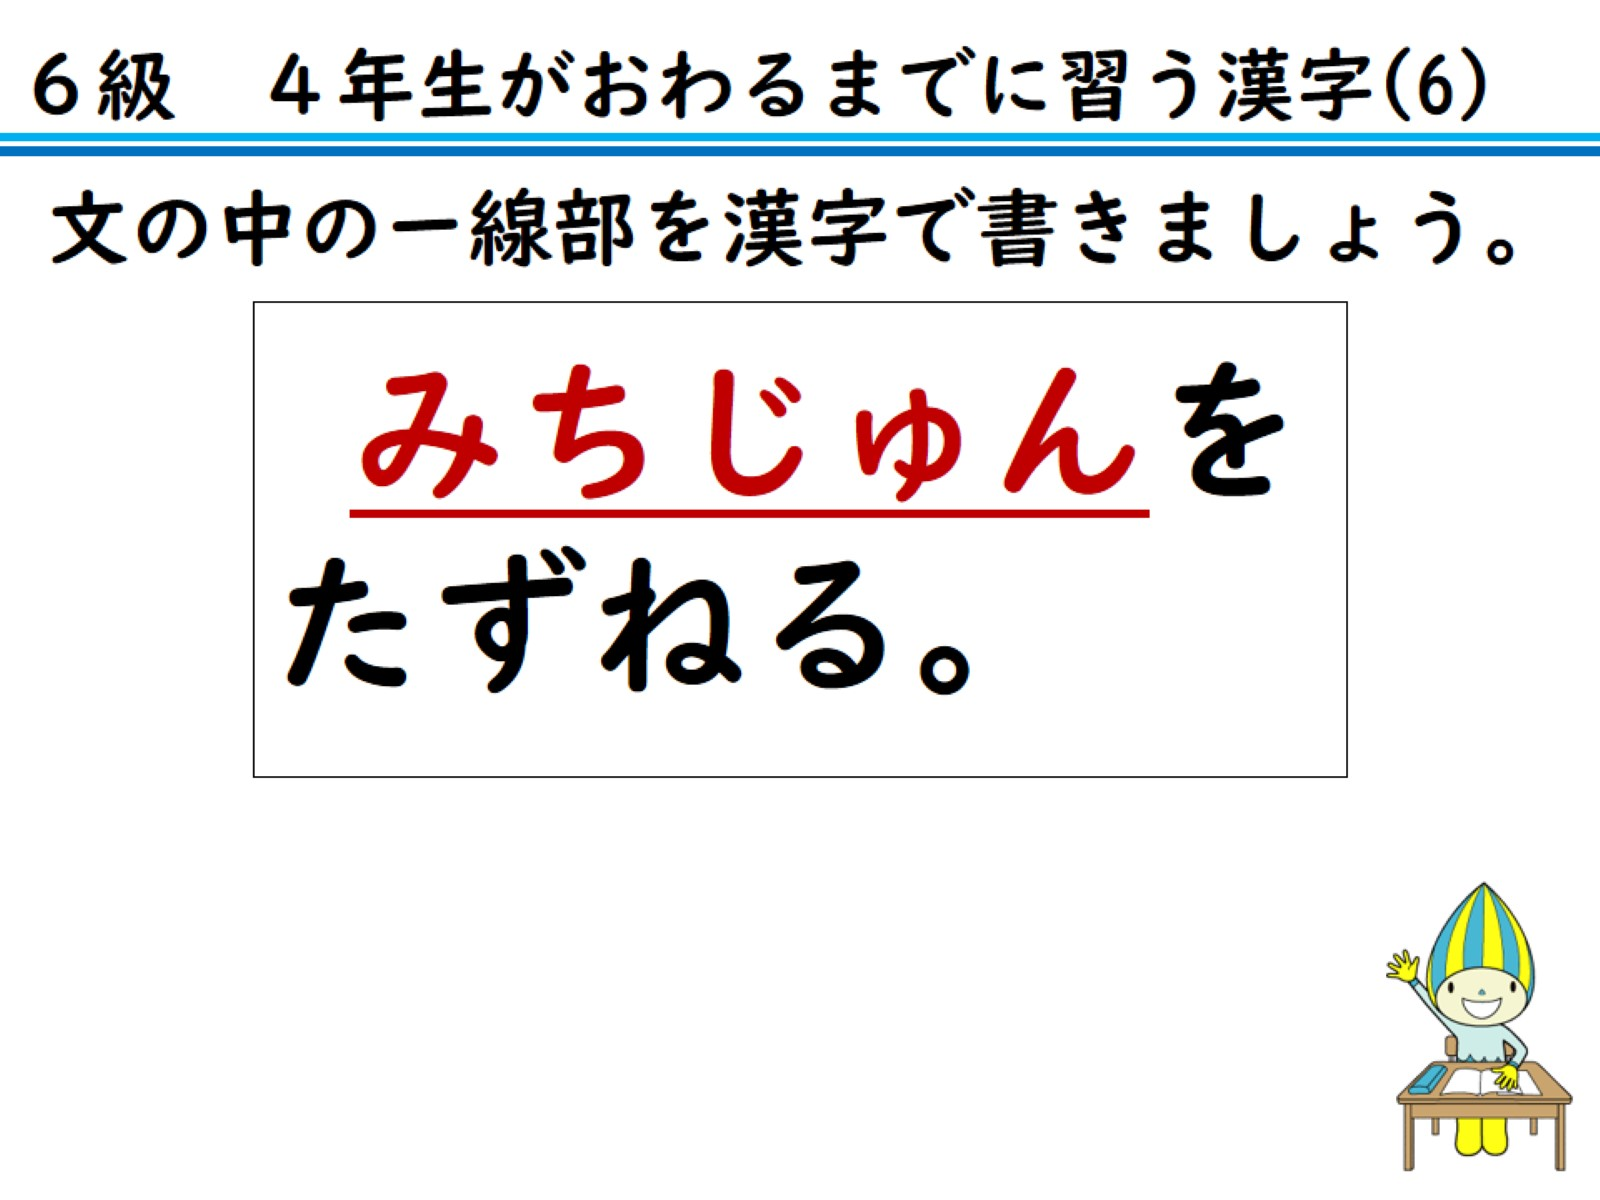 ６級　４年生がおわるまでに習う漢字(6)
文の中の―線部を漢字で書きましょう。
みちじゅんを
たずねる。